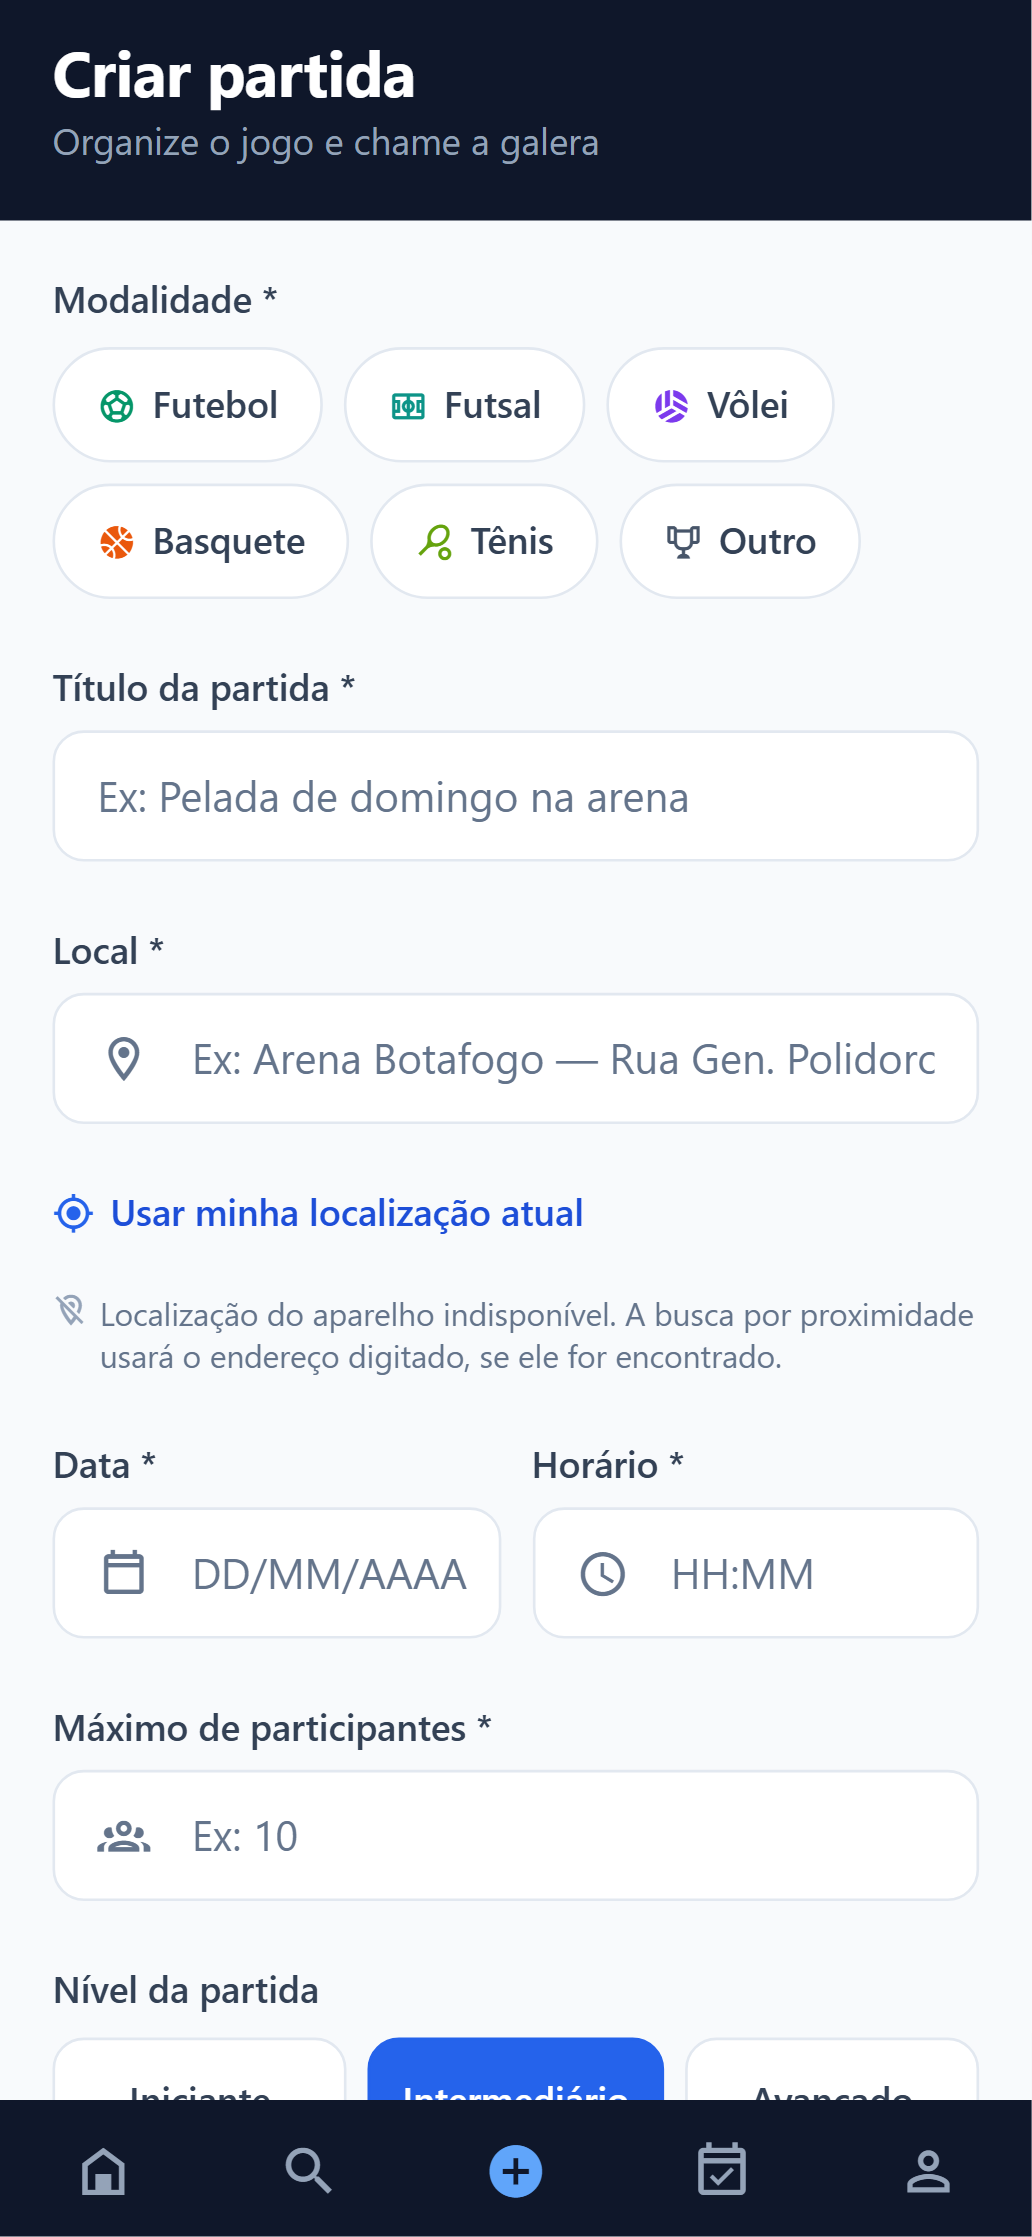 Criar partida
Organize o jogo e chame a galera
Modalidade *
Futebol
Futsal
Vôlei
Basquete
Tênis
Outro
Título da partida *
Ex: Pelada de domingo na arena
Local *
Ex: Arena Botafogo — Rua Gen. Polidorc
Usar minha localização atual
Localização do aparelho indisponível. A busca por proximidade
usará o endereço digitado, se ele for encontrado.
Data *
Horário *
DD/MM/AAAA
HH:MM
Máximo de participantes *
Ex: 10
Nível da partida
Iniciante
Intermediário
Avançado